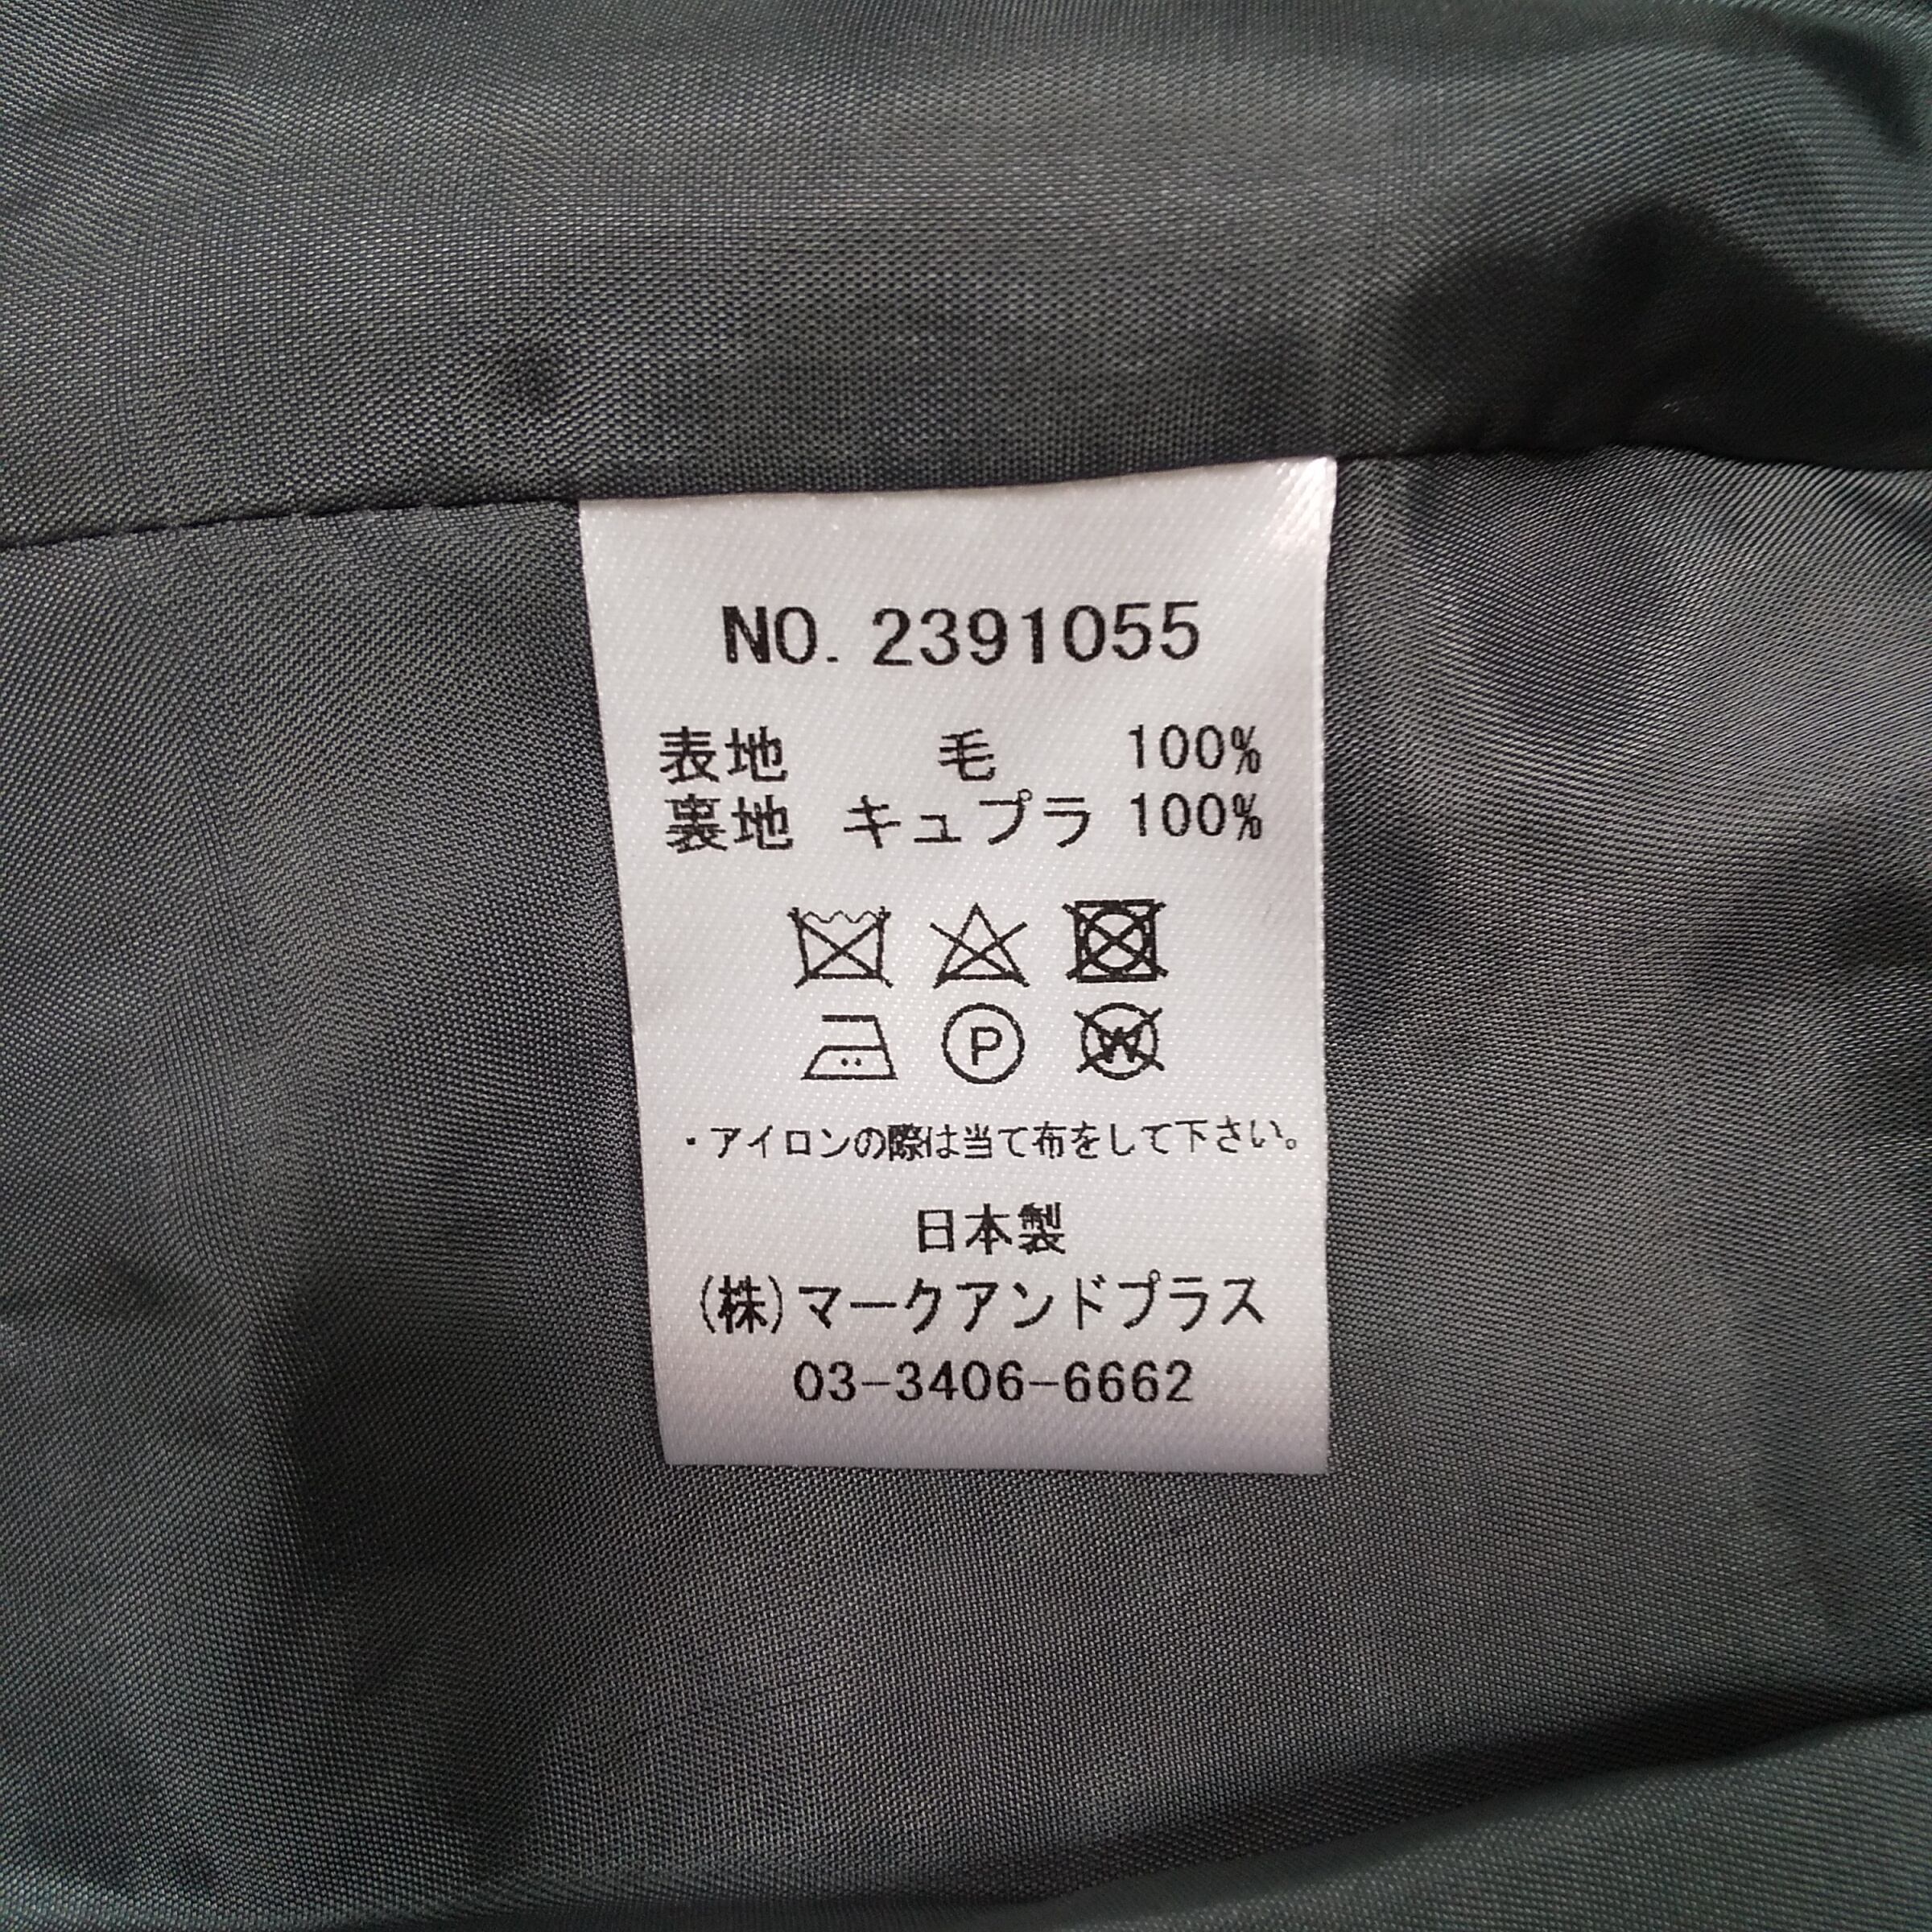 NO. 2391055
表地 毛 100%
裏地 キュプラ 100%
P W
・アイロンの際は当て布をして下さい。
日本製
(株)マークアンドプラス
03-3406-6662